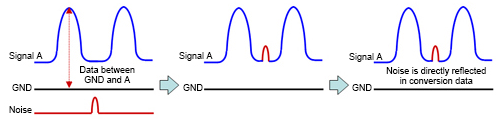 Signal A
Data between
GND and A
GND
Noise
Signal A
GND
Signal A
Noise is directly reflected
in conversion data
GND